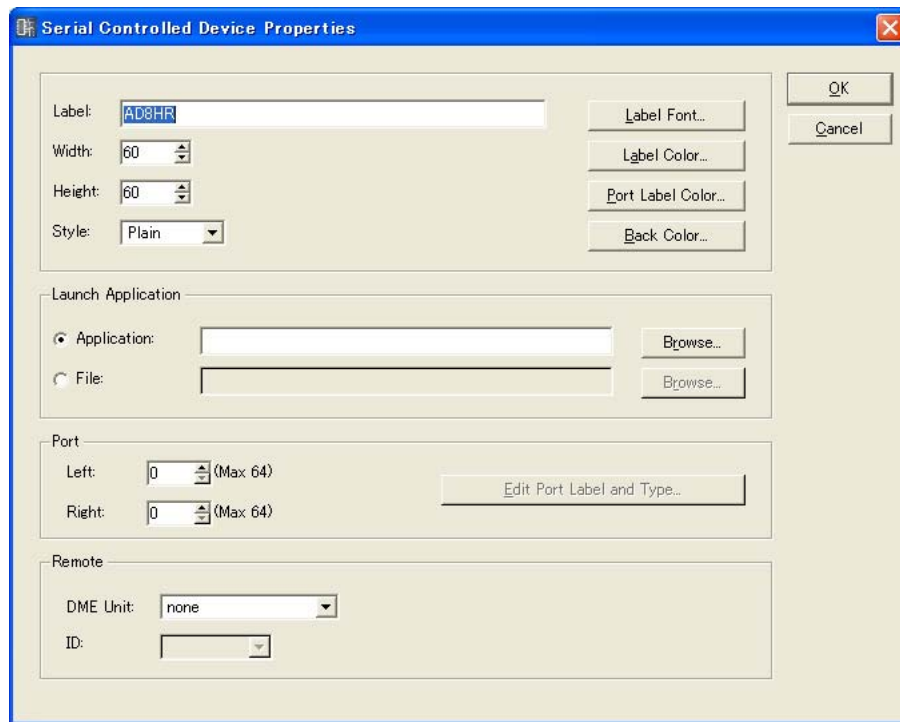 Serial Controlled Device Properties
Label: AD8HR Label Font...
Width: 60 Label Color...
Height: 60 Port Label Color...
Style: Plain Back Color...
OK
Cancel
Launch Application
Application: Browse...
File: Browse...
Port
Left: 0 (Max 64)
Right: 0 (Max 64)
Edit Port Label and Type...
Remote
DME Unit: none
ID: